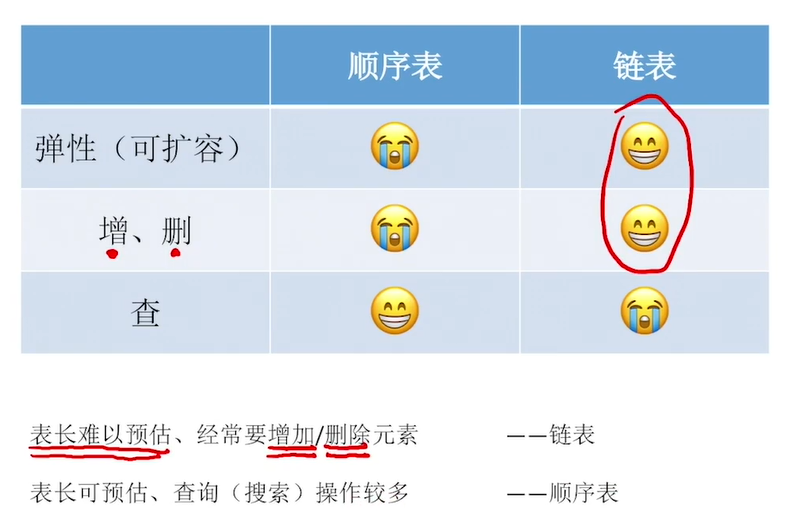 顺序表 链表
弹性（可扩容） 😭 😁
增、删 😭 😁
查 😁 😭
表长难以预估、经常要增加/删除元素 ——链表
表长可预估、查询（搜索）操作较多 ——顺序表